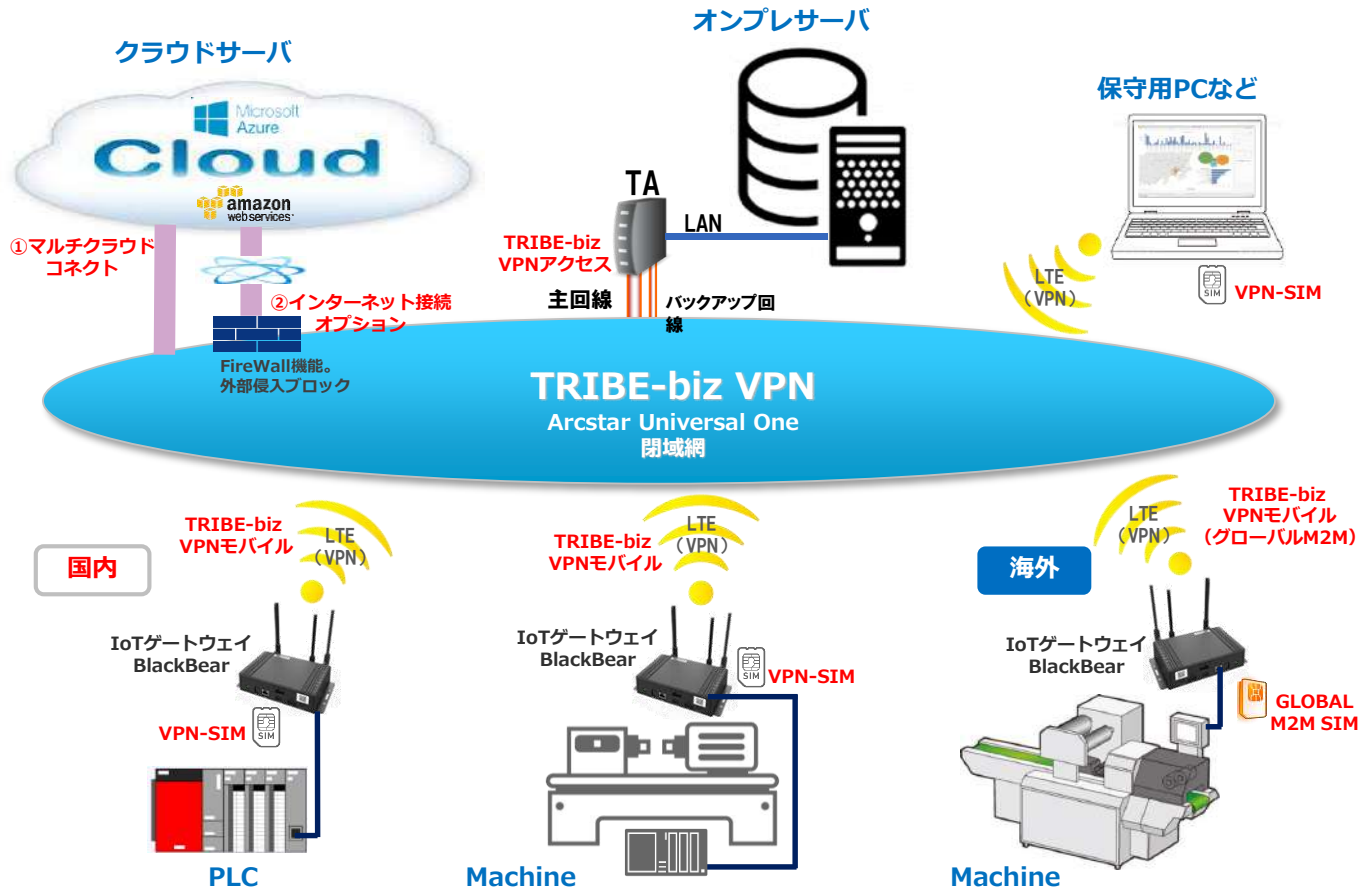 オンプレサーバ
クラウドサーバ
保守用PCなど
Microsoft
Azure
Cloud
amazon
webservices
TA
LAN
TRIBE-biz
VPNアクセス
①マルチクラウド
コネクト
②インターネット接続
オプション
主回線
バックアップ回
線
LTE
(VPN)
SIM
VPN-SIM
FireWall機能。
外部侵入ブロック
TRIBE-biz VPN
Arcstar Universal One
閉域網
国内
TRIBE-biz
VPNモバイル
LTE
(VPN)
IoTゲートウェイ
BlackBear
VPN-SIM
SIM
PLC
TRIBE-biz
VPNモバイル
LTE
(VPN)
IoTゲートウェイ
BlackBear
SIM
VPN-SIM
Machine
海外
LTE
(VPN)
TRIBE-biz
VPNモバイル
（グローバルM2M）
IoTゲートウェイ
BlackBear
GLOBAL
M2M SIM
Machine